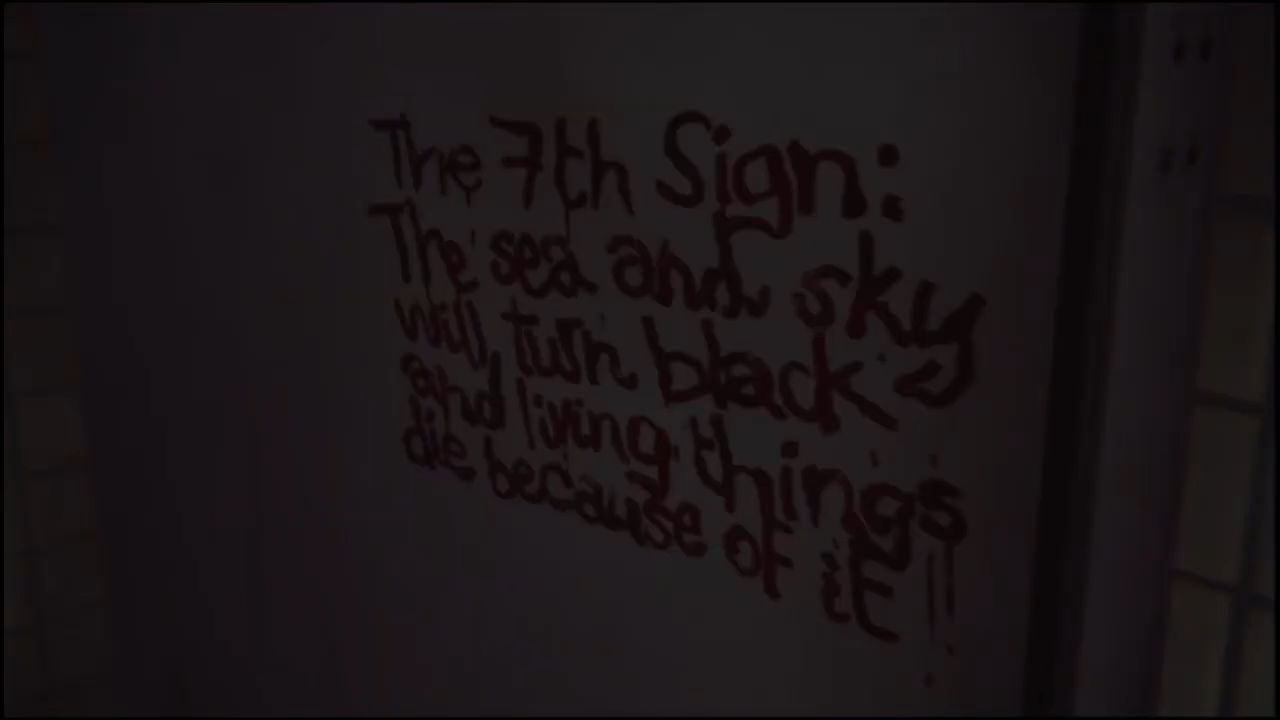 The 7th Sign:
The sea and sky
will turn black
and living things
die because of it!!